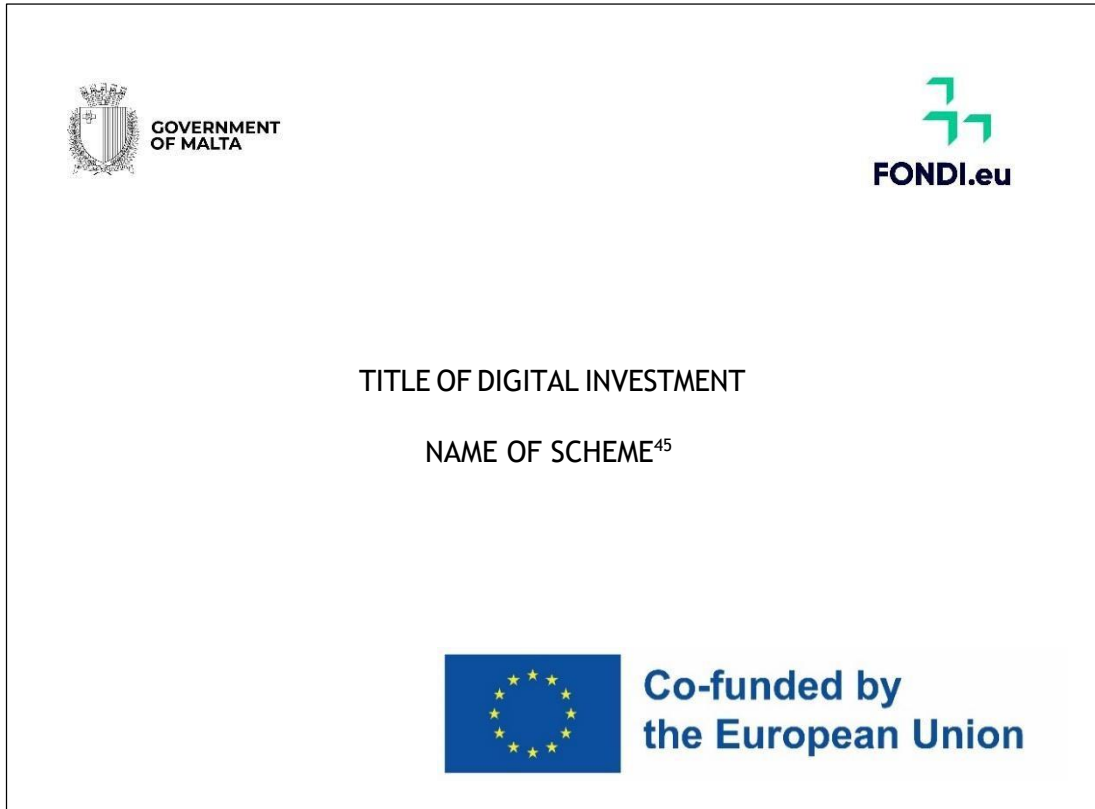 GOVERNMENT
OF MALTA
FONDI.eu
TITLE OF DIGITAL INVESTMENT
NAME OF SCHEME⁴⁵
Co-funded by
the European Union